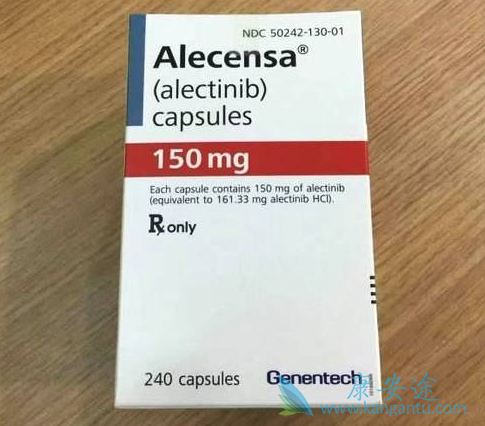 NDC 50242-130-01
Alecensa®
(alectinib)
capsules
150 mg
Each capsule contains 150 mg of alectinib
(equivalent to 161.33 mg alectinib HCl).
Rx only
240 capsules
Genentech
康安途
www.kangantu.com